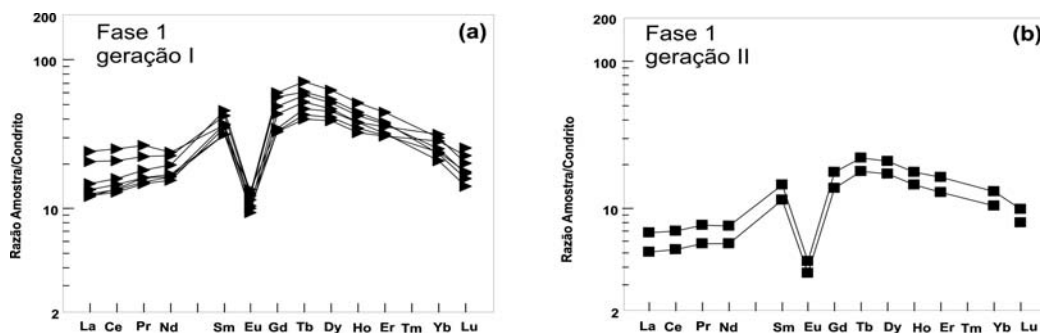 200
Fase 1
geração I
(a)
100
10
2
Razão Amostra/Condrito
La Ce Pr Nd Sm Eu Gd Tb Dy Ho Er Tm Yb Lu
200
Fase 1
geração II
(b)
100
10
2
Razão Amostra/Condrito
La Ce Pr Nd Sm Eu Gd Tb Dy Ho Er Tm Yb Lu